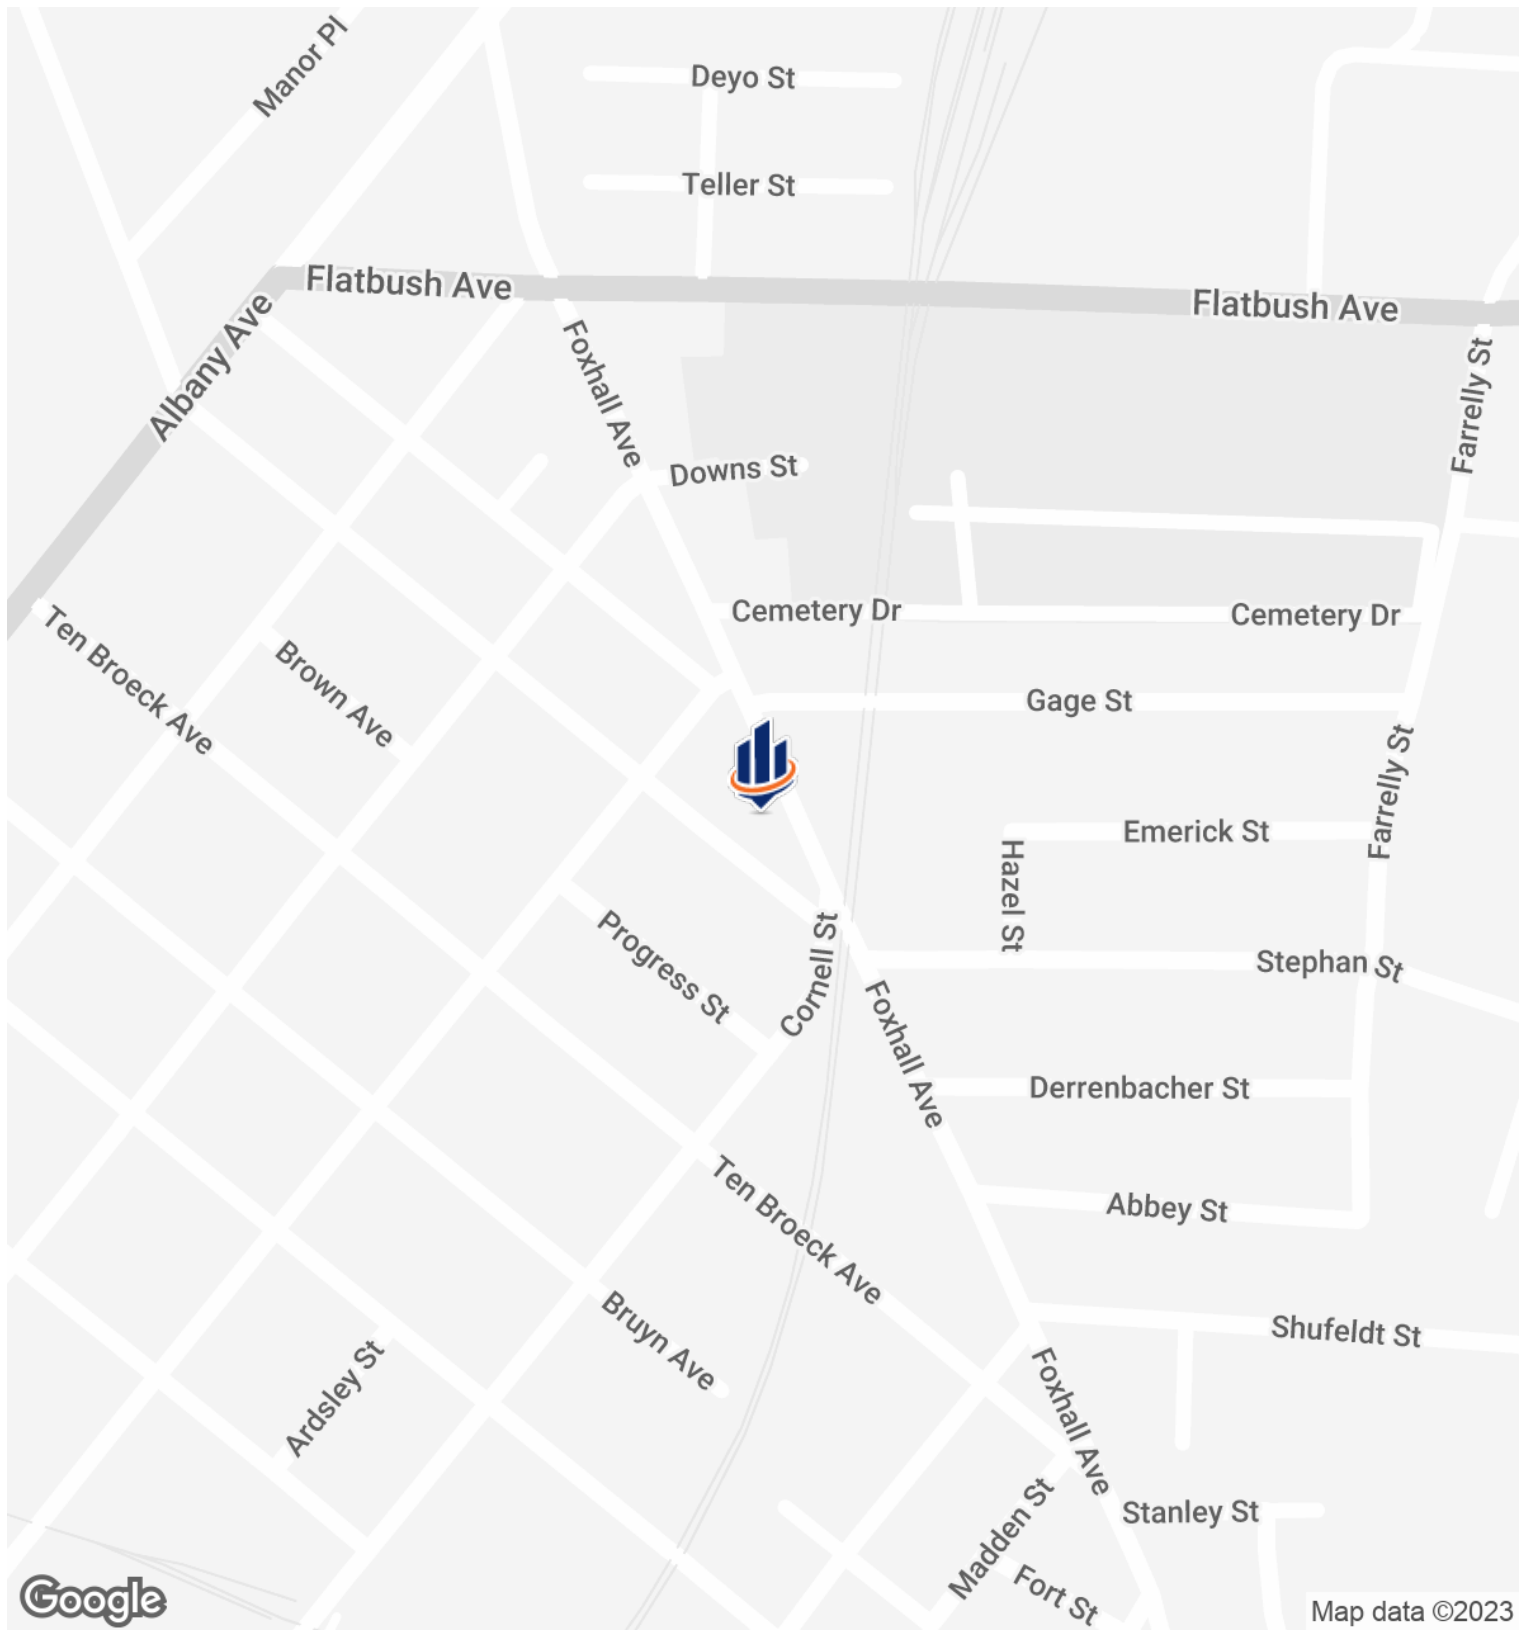 Manor Pl
Deyo St
Teller St
Flatbush Ave
Flatbush Ave
Albany Ave
Foxhall Ave
Farrelly St
Downs St
Ten Broeck Ave
Brown Ave
Cemetery Dr
Cemetery Dr
Gage St
Farrelly St
Emerick St
Hazel St
Progress St
Cornell St
Stephan St
Foxhall Ave
Derrenbacher St
Ten Broeck Ave
Abbey St
Bruyn Ave
Shufeldt St
Ardsley St
Foxhall Ave
Madden St
Stanley St
Fort St
Google
Map data ©2023